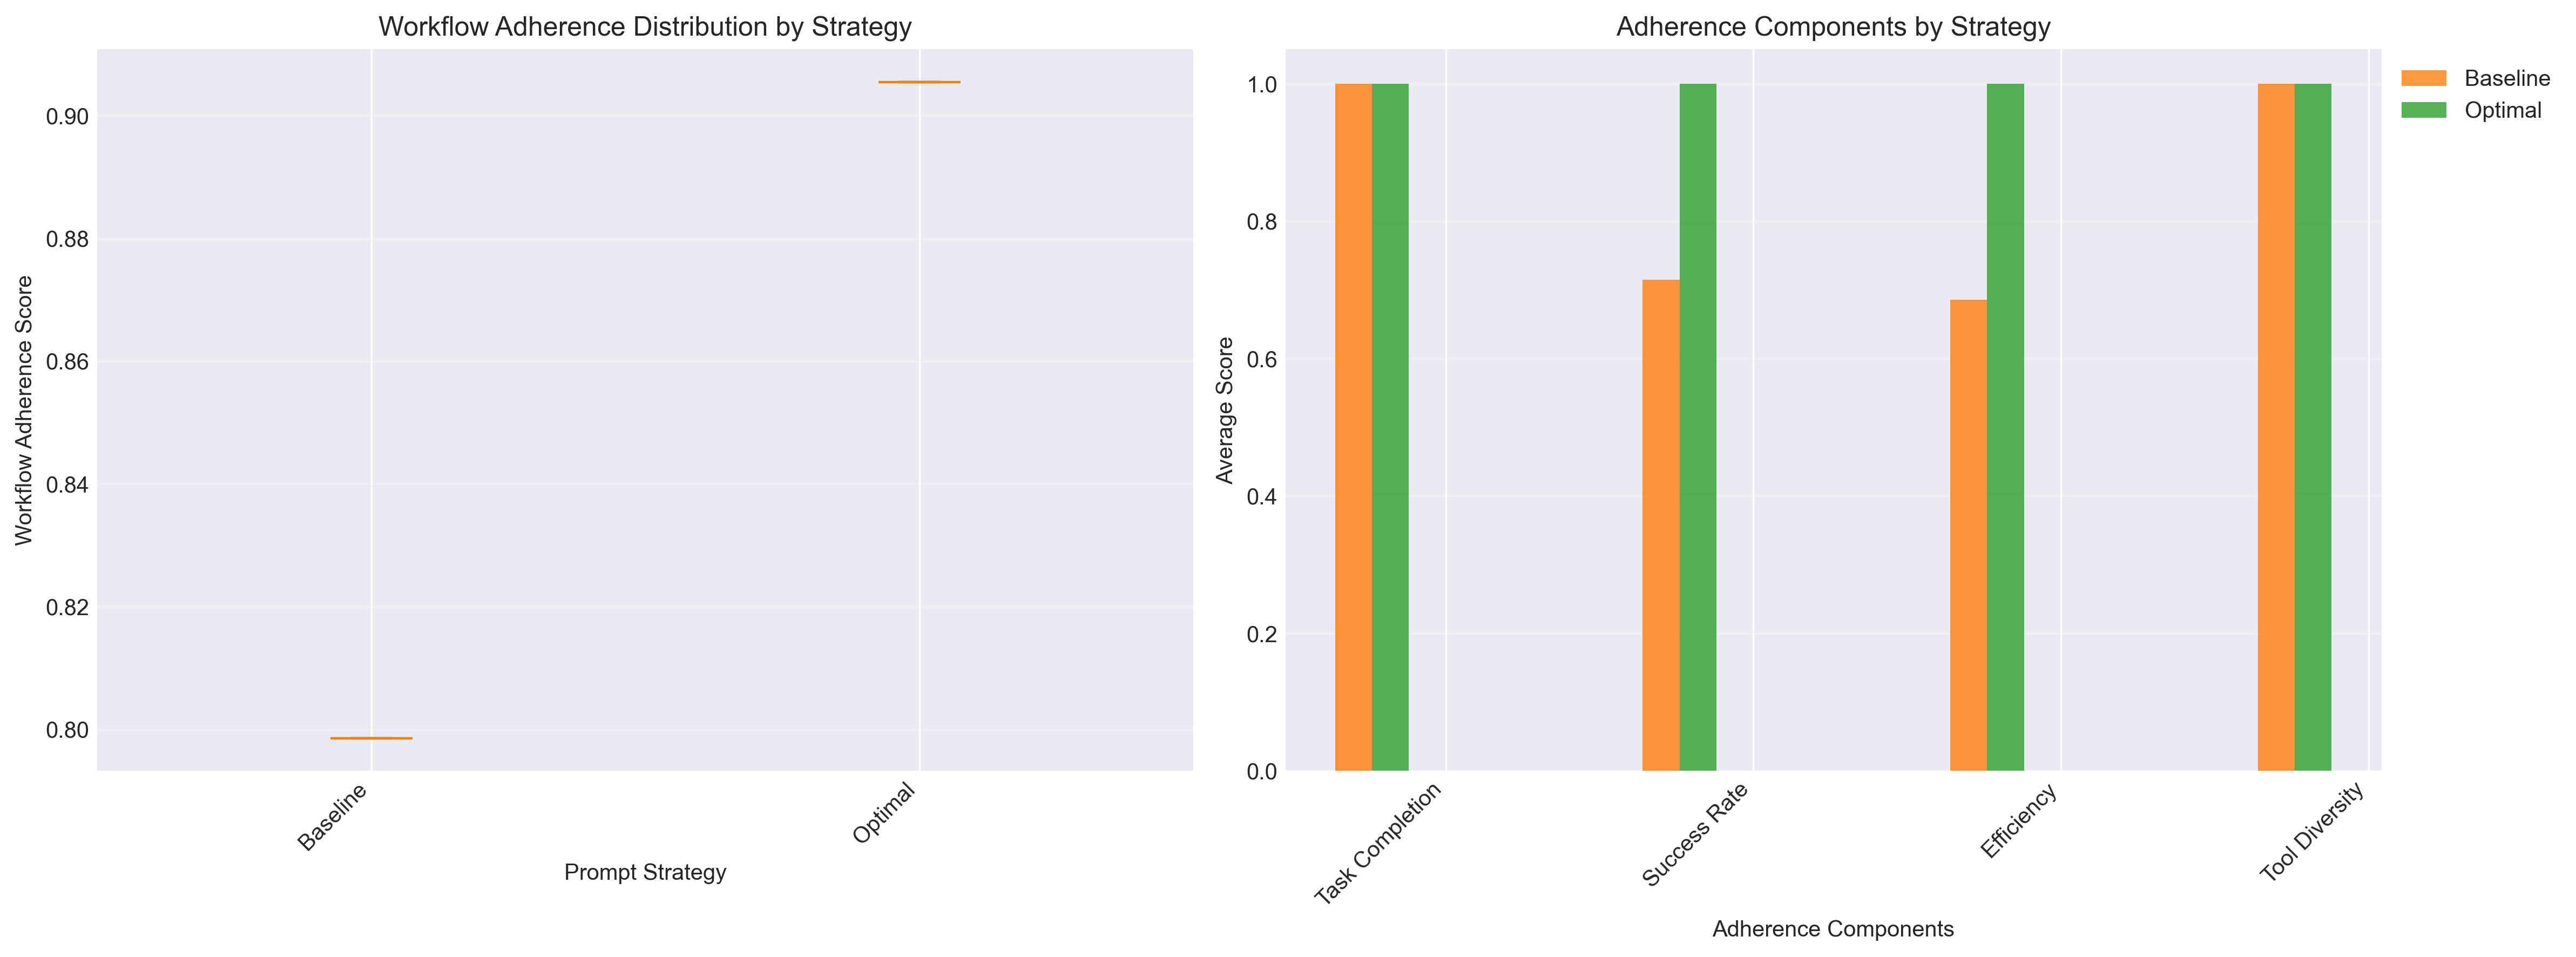 Workflow Adherence Distribution by Strategy
Workflow Adherence Score
0.90
0.88
0.86
0.84
0.82
0.80
Baseline
Optimal
Prompt Strategy
Adherence Components by Strategy
Average Score
1.0
0.8
0.6
0.4
0.2
0.0
Task Completion
Success Rate
Efficiency
Tool Diversity
Adherence Components
Baseline
Optimal